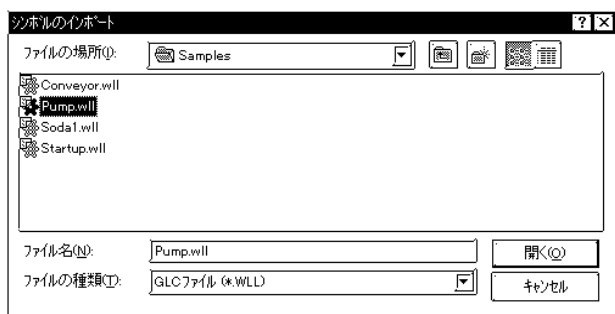 シンボルのインポート
ファイルの場所(I): Samples
Conveyor.wll
Pump.wll
Soda1.wll
Startup.wll
ファイル名(N): Pump.wll 開く(O)
ファイルの種類(T): GLCファイル (*.WLL) キャンセル